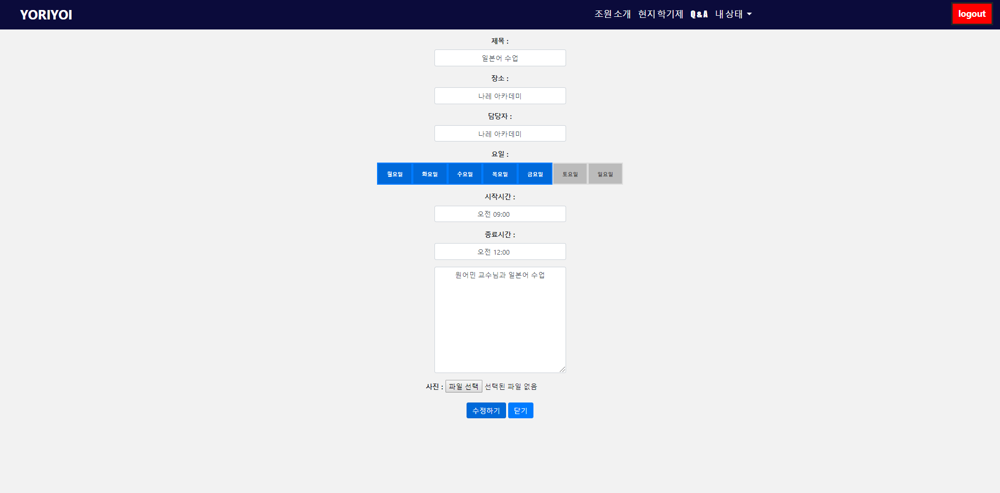 YORIYOI 조원 소개 현지 학기제 Q&A 내 상태 logout
제목 :
일본어 수업
장소 :
나레 아카데미
담당자 :
나레 아카데미
요일 :
월요일 화요일 수요일 목요일 금요일 토요일 일요일
시작시간 :
오전 09:00
종료시간 :
오전 12:00
원어민 교수님과 일본어 수업
사진 : 파일 선택 선택된 파일 없음
수정하기 닫기